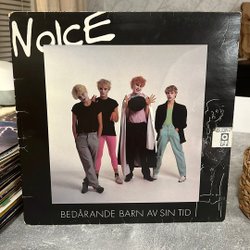 NOICE
BEDÅRANDE BARN AV SIN TID